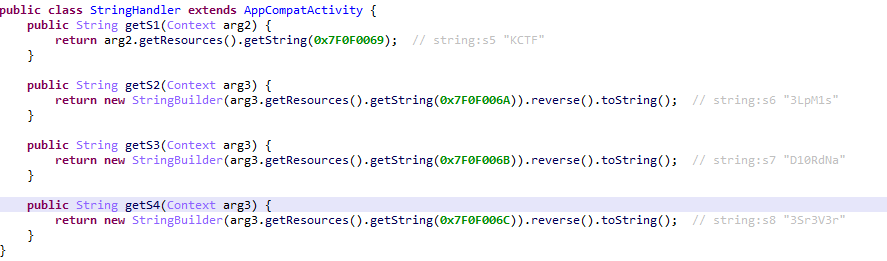 public class StringHandler extends AppCompatActivity {
    public String getS1(Context arg2) {
        return arg2.getResources().getString(0x7F0F0069);  // string:s5 "KCTF"
    }

    public String getS2(Context arg3) {
        return new StringBuilder(arg3.getResources().getString(0x7F0F006A)).reverse().toString();  // string:s6 "3LpM1s"
    }

    public String getS3(Context arg3) {
        return new StringBuilder(arg3.getResources().getString(0x7F0F006B)).reverse().toString();  // string:s7 "D10RdNa"
    }

    public String getS4(Context arg3) {
        return new StringBuilder(arg3.getResources().getString(0x7F0F006C)).reverse().toString();  // string:s8 "3Sr3V3r"
    }
}